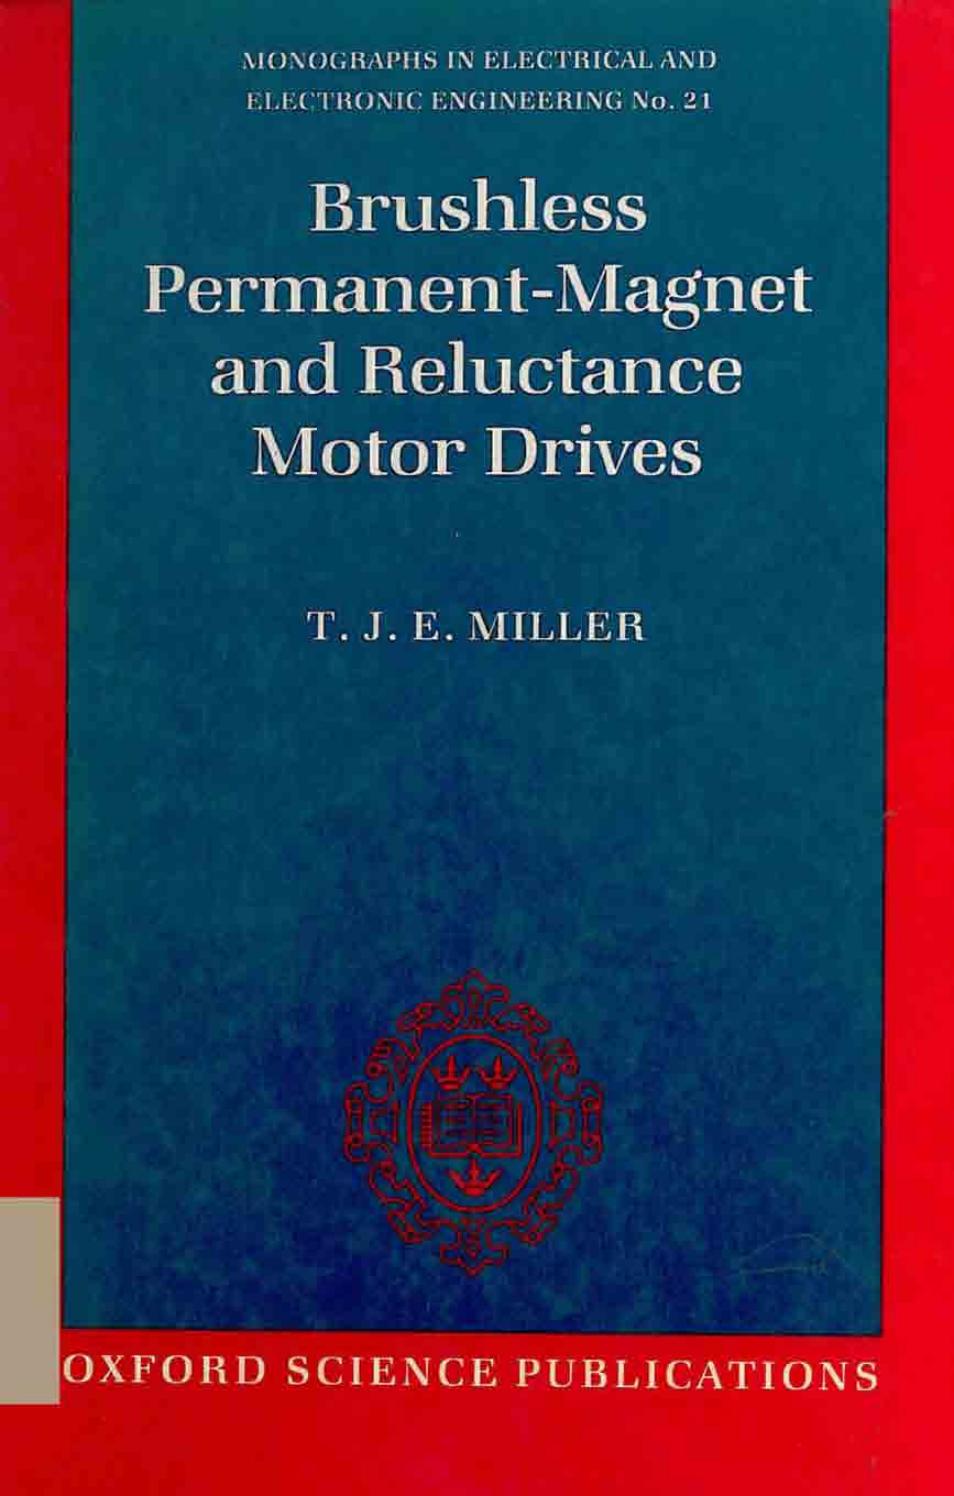 MONOGRAPHS IN ELECTRICAL AND
ELECTRONIC ENGINEERING No. 21
Brushless
Permanent-Magnet
and Reluctance
Motor Drives
T. J. E. MILLER
OXFORD SCIENCE PUBLICATIONS